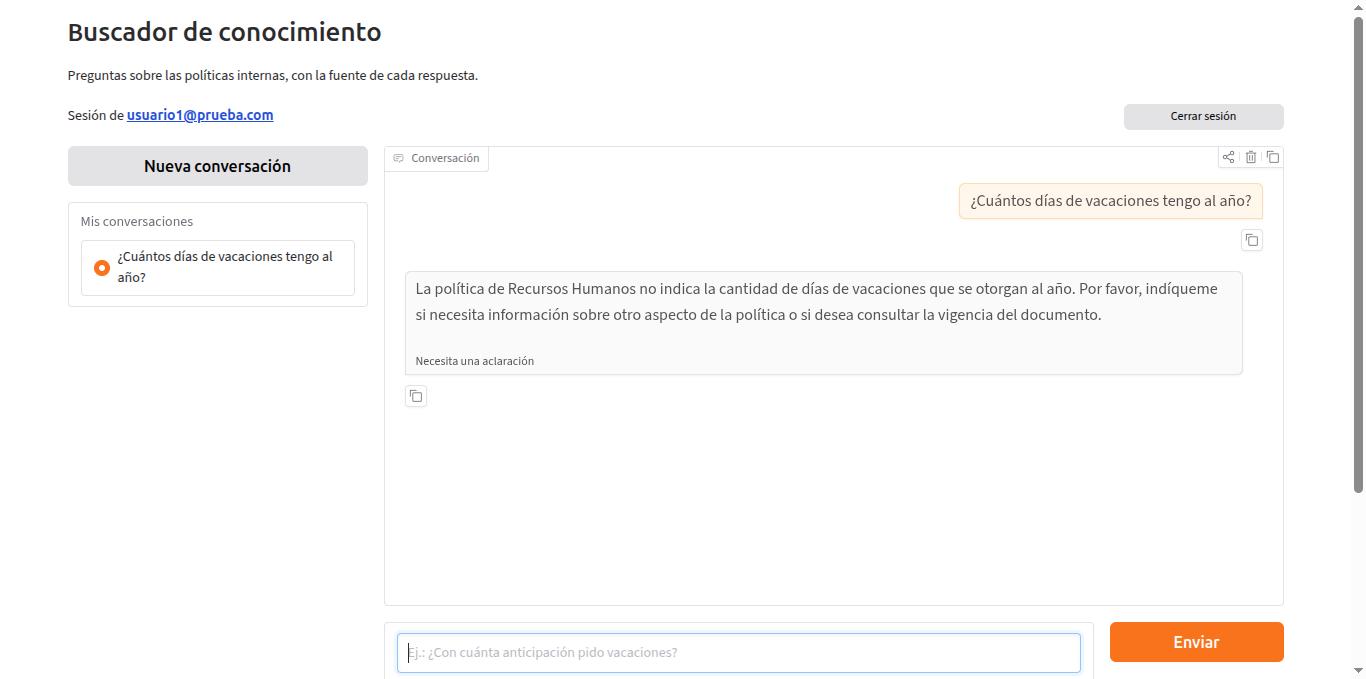 Buscador de conocimiento
Preguntas sobre las políticas internas, con la fuente de cada respuesta.
Sesión de usuario1@prueba.com
Cerrar sesión
Nueva conversación
Mis conversaciones
¿Cuántos días de vacaciones tengo al
año?
Conversación
¿Cuántos días de vacaciones tengo al año?
La política de Recursos Humanos no indica la cantidad de días de vacaciones que se otorgan al año. Por favor, indíqueme
si necesita información sobre otro aspecto de la política o si desea consultar la vigencia del documento.
Necesita una aclaración
Ej.: ¿Con cuánta anticipación pido vacaciones?
Enviar